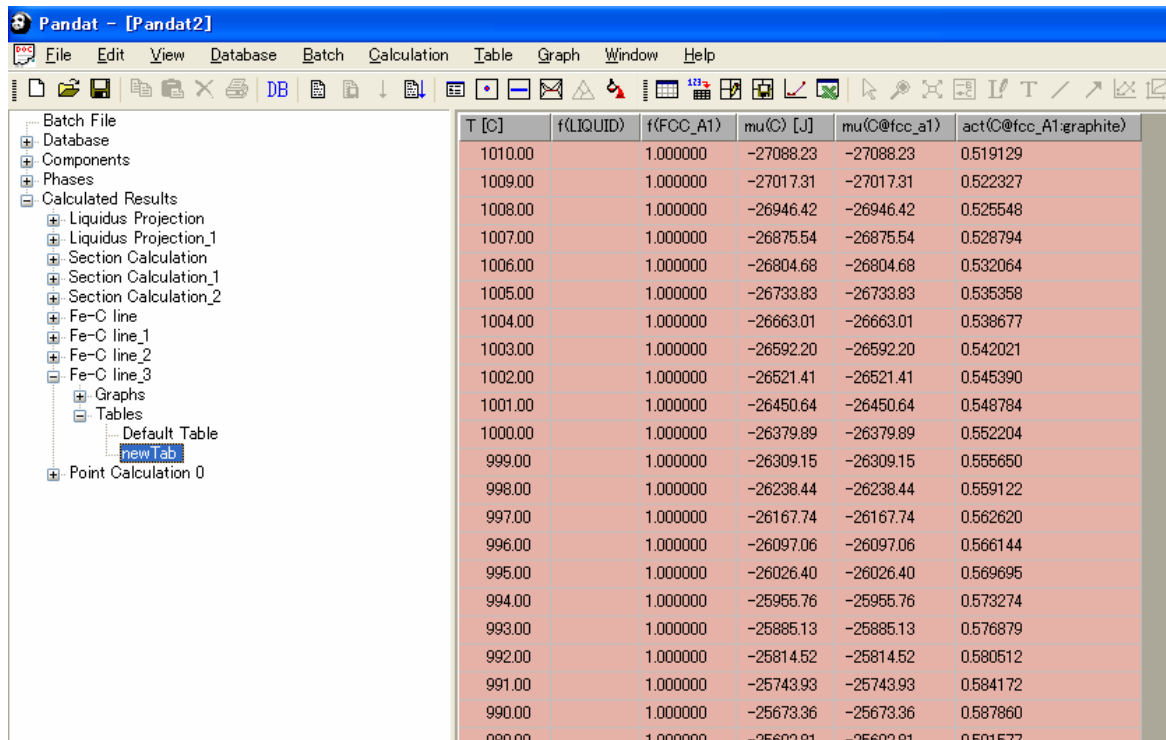 Pandat - [Pandat2]
File Edit View Database Batch Calculation Table Graph Window Help
DB
Batch File
Database
Components
Phases
Calculated Results
Liquidus Projection
Liquidus Projection_1
Section Calculation
Section Calculation_1
Section Calculation_2
Fe-C line
Fe-C line_1
Fe-C line_2
Fe-C line_3
Graphs
Tables
Default Table
newTab
Point Calculation 0
T [C] f(LIQUID) f(FCC_A1) mu(C) [J] mu(C@fcc_a1) act(C@fcc_A1:graphite)
1010.00 1.000000 -27088.23 -27088.23 0.519129
1009.00 1.000000 -27017.31 -27017.31 0.522327
1008.00 1.000000 -26946.42 -26946.42 0.525548
1007.00 1.000000 -26875.54 -26875.54 0.528794
1006.00 1.000000 -26804.68 -26804.68 0.532064
1005.00 1.000000 -26733.83 -26733.83 0.535358
1004.00 1.000000 -26663.01 -26663.01 0.538677
1003.00 1.000000 -26592.20 -26592.20 0.542021
1002.00 1.000000 -26521.41 -26521.41 0.545390
1001.00 1.000000 -26450.64 -26450.64 0.548784
1000.00 1.000000 -26379.89 -26379.89 0.552204
999.00 1.000000 -26309.15 -26309.15 0.555650
998.00 1.000000 -26238.44 -26238.44 0.559122
997.00 1.000000 -26167.74 -26167.74 0.562620
996.00 1.000000 -26097.06 -26097.06 0.566144
995.00 1.000000 -26026.40 -26026.40 0.569695
994.00 1.000000 -25955.76 -25955.76 0.573274
993.00 1.000000 -25885.13 -25885.13 0.576879
992.00 1.000000 -25814.52 -25814.52 0.580512
991.00 1.000000 -25743.93 -25743.93 0.584172
990.00 1.000000 -25673.36 -25673.36 0.587860